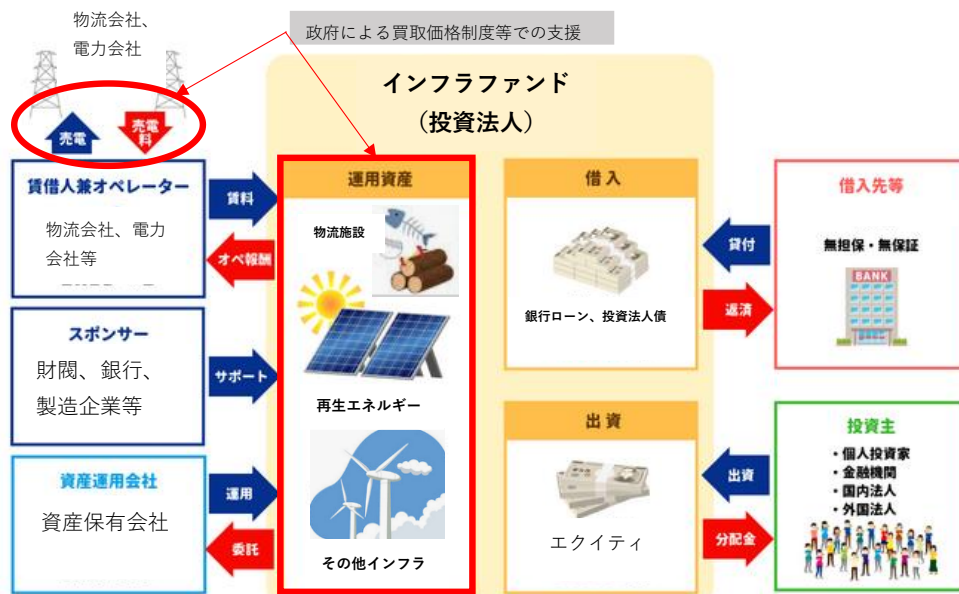 物流会社、
電力会社
政府による買取価格制度等での支援
インフラファンド
（投資法人）
売電
売電
料
賃借人兼オペレーター
物流会社、電力
会社等
賃料
オペ報酬
スポンサー
財閥、銀行、
製造企業等
サポート
資産運用会社
資産保有会社
運用
委託
運用資産
物流施設
再生エネルギー
その他インフラ
借入
銀行ローン、投資法人債
貸付
返済
借入先等
無担保・無保証
BANK
出資
エクイティ
出資
分配金
投資主
・個人投資家
・金融機関
・国内法人
・外国法人